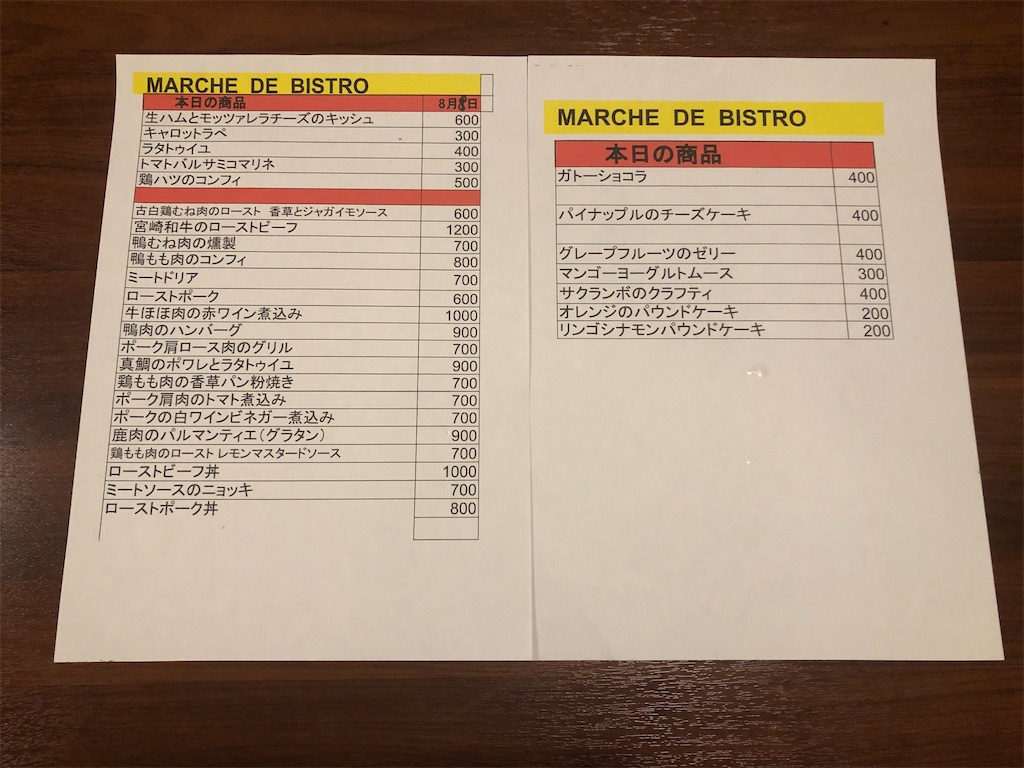 MARCHE DE BISTRO
本日の商品 8月8日
生ハムとモッツァレラチーズのキッシュ 600
キャロットラペ 300
ラタトゥイユ 400
トマトバルサミコマリネ 300
鶏ハツのコンフィ 500
古白鶏むね肉のロースト 香草とジャガイモソース 600
宮崎和牛のローストビーフ 1200
鴨むね肉の燻製 700
鴨もも肉のコンフィ 800
ミートドリア 700
ローストポーク 600
牛ほほ肉の赤ワイン煮込み 1000
鴨肉のハンバーグ 900
ポーク肩ロース肉のグリル 700
真鯛のポワレとラタトゥイユ 900
鶏もも肉の香草パン粉焼き 700
ポーク肩肉のトマト煮込み 700
ポークの白ワインビネガー煮込み 700
鹿肉のパルマンティエ(グラタン) 900
鶏もも肉のロースト レモンマスタードソース 700
ローストビーフ丼 1000
ミートソースのニョッキ 700
ローストポーク丼 800
MARCHE DE BISTRO
本日の商品
ガトーショコラ 400
パイナップルのチーズケーキ 400
グレープフルーツのゼリー 400
マンゴーヨーグルトムース 300
サクランボのクラフティ 400
オレンジのパウンドケーキ 200
リンゴシナモンパウンドケーキ 200